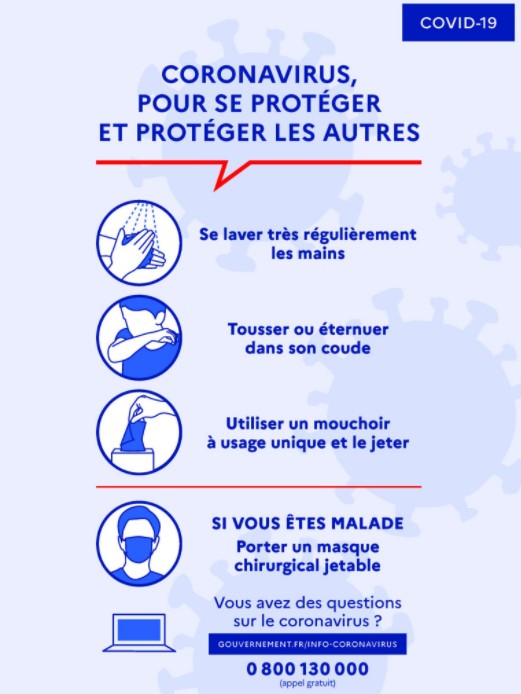 COVID-19
CORONAVIRUS,
POUR SE PROTÉGER
ET PROTÉGER LES AUTRES
Se laver très régulièrement
les mains
Tousser ou éternuer
dans son coude
Utiliser un mouchoir
à usage unique et le jeter
SI VOUS ÊTES MALADE
Porter un masque
chirurgical jetable
Vous avez des questions
sur le coronavirus ?
GOUVERNEMENT.FR/INFO-CORONAVIRUS
0 800 130 000
(appel gratuit)